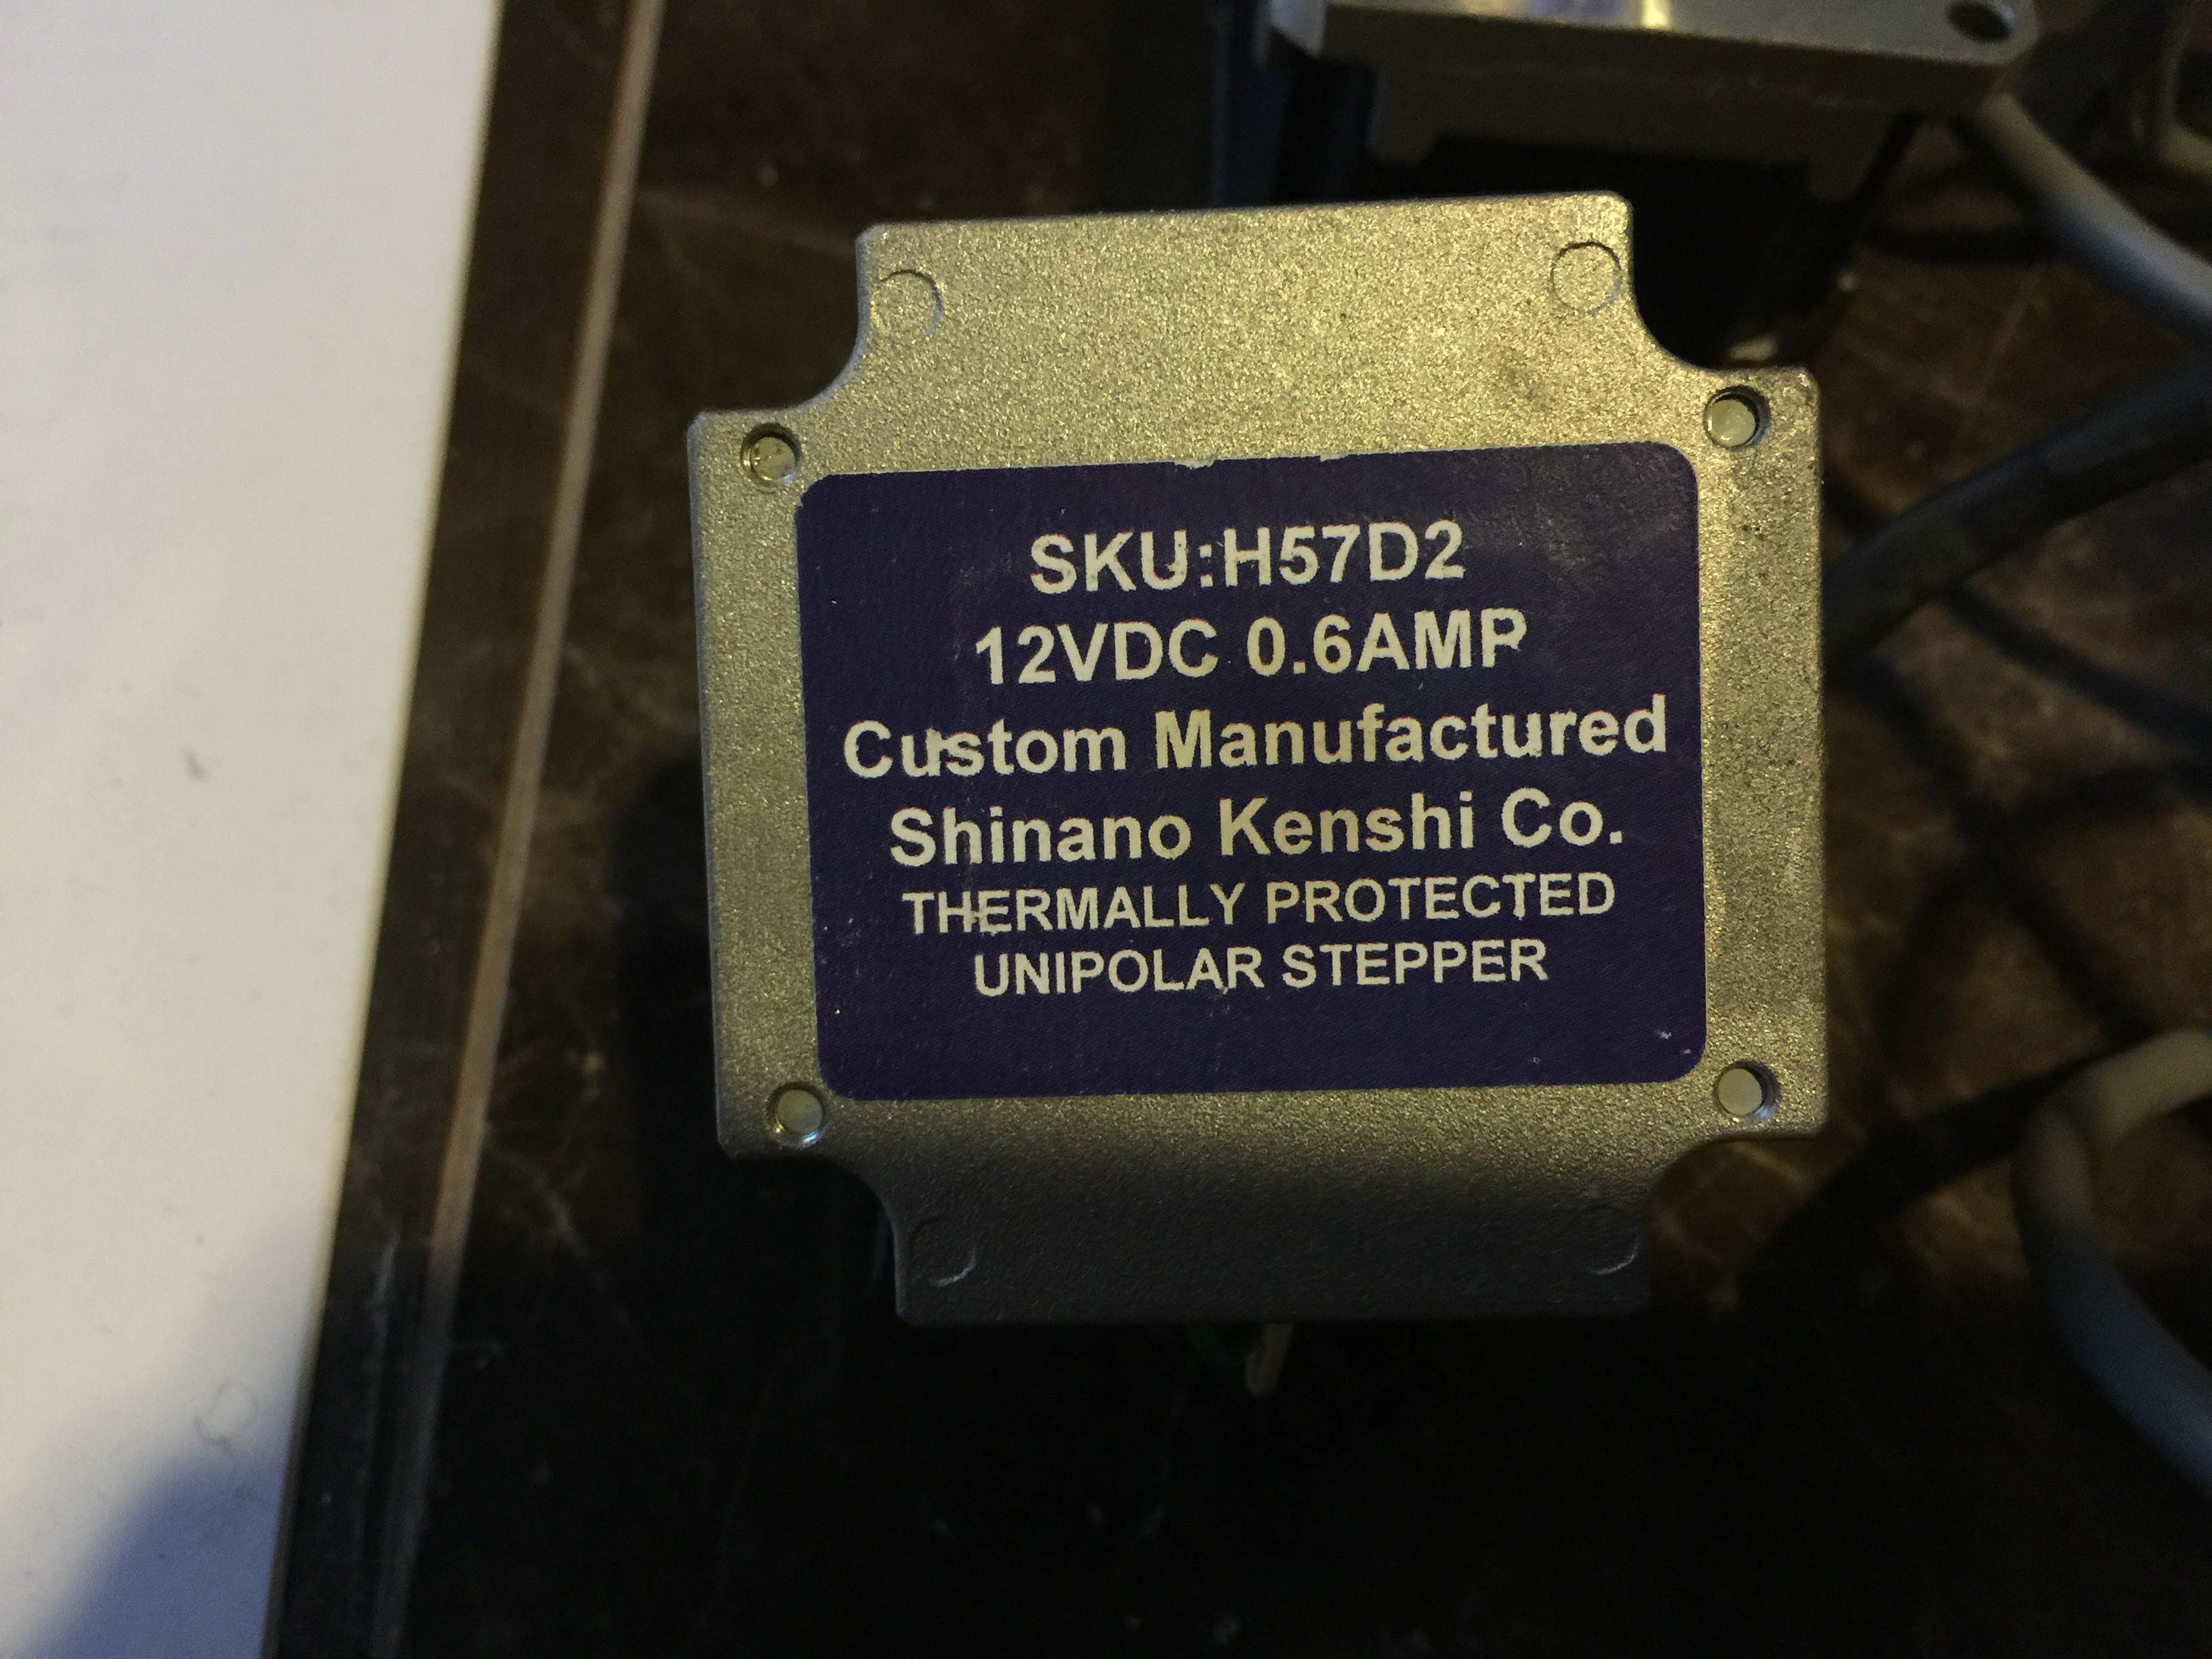 SKU:H57D2
12VDC 0.6AMP
Custom Manufactured
Shinano Kenshi Co.
THERMALLY PROTECTED
UNIPOLAR STEPPER